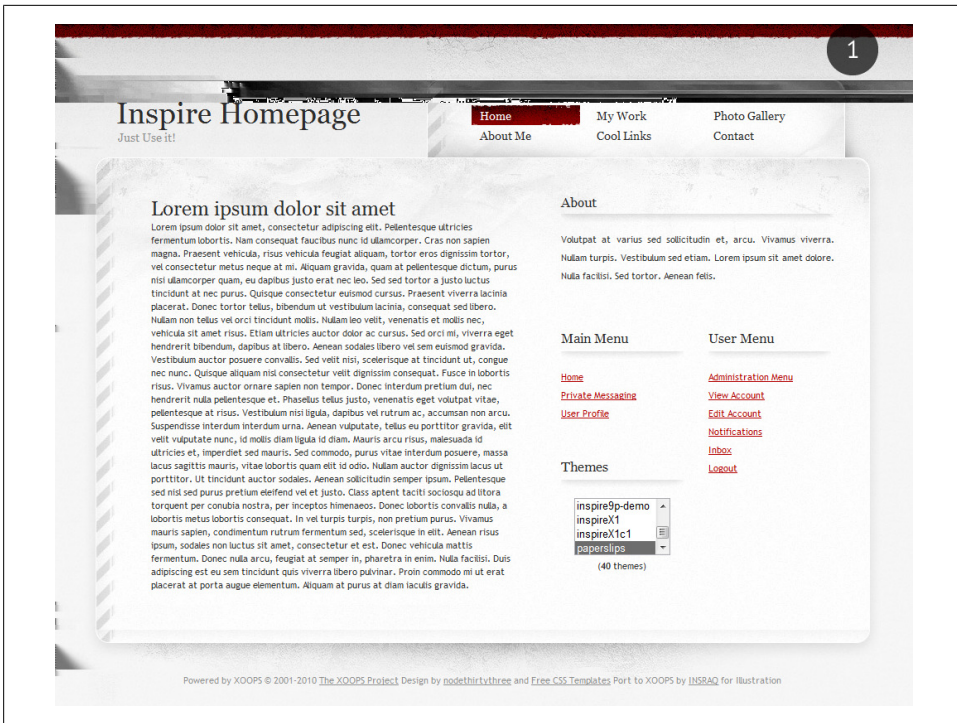 1
Inspire Homepage
Just Use it!
Home My Work Photo Gallery
About Me Cool Links Contact
Lorem ipsum dolor sit amet
Lorem ipsum dolor sit amet, consectetur adipiscing elit. Pellentesque ultricies
fermentum lobortis. Nam consequat faucibus nunc id ullamcorper. Cras non sapien
magna. Praesent vehicula, risus vehicula feugiat aliquam, tortor eros dignissim tortor,
vel consectetur metus neque at mi. Aliquam gravida, quam at pellentesque dictum, purus
nisi ullamcorper quam, eu dapibus justo erat nec leo. Sed sed tortor a justo luctus
tincidunt at nec purus. Quisque consectetur euismod cursus. Praesent viverra lacinia
placerat. Donec tortor tellus, bibendum ut vestibulum lacinia, consequat sed libero.
Nullam non tellus vel orci tincidunt mollis. Nullam leo velit, venenatis et mollis nec,
vehicula sit amet risus. Etiam ultricies auctor dolor ac cursus. Sed orci mi, viverra eget
hendrerit bibendum, dapibus at libero. Aenean sodales libero vel sem euismod gravida.
Vestibulum auctor posuere convallis. Sed velit nisi, scelerisque at tincidunt ut, congue
nec nunc. Quisque aliquam nisl consectetur velit dignissim consequat. Fusce in lobortis
risus. Vivamus auctor ornare sapien non tempor. Donec interdum pretium dui, nec
hendrerit nulla pellentesque et. Phasellus tellus justo, venenatis eget volutpat vitae,
pellentesque at risus. Vestibulum nisi ligula, dapibus vel rutrum ac, accumsan non arcu.
Suspendisse interdum interdum urna. Aenean vulputate, tellus eu porttitor gravida, elit
velit vulputate nunc, id mollis diam ligula id diam. Mauris arcu risus, malesuada id
ultricies et, imperdiet sed mauris. Sed commodo, purus vitae interdum posuere, massa
lacus sagittis mauris, vitae lobortis quam elit id odio. Nullam auctor dignissim lacus ut
porttitor. Ut tincidunt auctor sodales. Aenean sollicitudin semper ipsum. Pellentesque
sed nisl sed purus pretium eleifend vel et justo. Class aptent taciti sociosqu ad litora
torquent per conubia nostra, per inceptos himenaeos. Donec lobortis convallis nulla, a
lobortis metus lobortis consequat. In vel turpis turpis, non pretium purus. Vivamus
mauris sapien, condimentum rutrum fermentum sed, scelerisque in elit. Aenean risus
ipsum, sodales non luctus sit amet, consectetur et est. Donec vehicula mattis
fermentum. Donec nulla arcu, feugiat at semper in, pharetra in enim. Nulla facilisi. Duis
adipiscing est eu sem tincidunt quis viverra libero pulvinar. Proin commodo mi ut erat
placerat at porta augue elementum. Aliquam at purus at diam iaculis gravida.
About
Volutpat at varius sed sollicitudin et, arcu. Vivamus viverra.
Nullam turpis. Vestibulum sed etiam. Lorem ipsum sit amet dolore.
Nulla facilisi. Sed tortor. Aenean felis.
Main Menu
Home
Private Messaging
User Profile
User Menu
Administration Menu
View Account
Edit Account
Notifications
Inbox
Logout
Themes
inspire9p-demo
inspireX1
inspireX1c1
paperslips
(40 themes)
Powered by XOOPS © 2001-2010 The XOOPS Project Design by nodethirtythree and Free CSS Templates Port to XOOPS by INSRAQ for Illustration